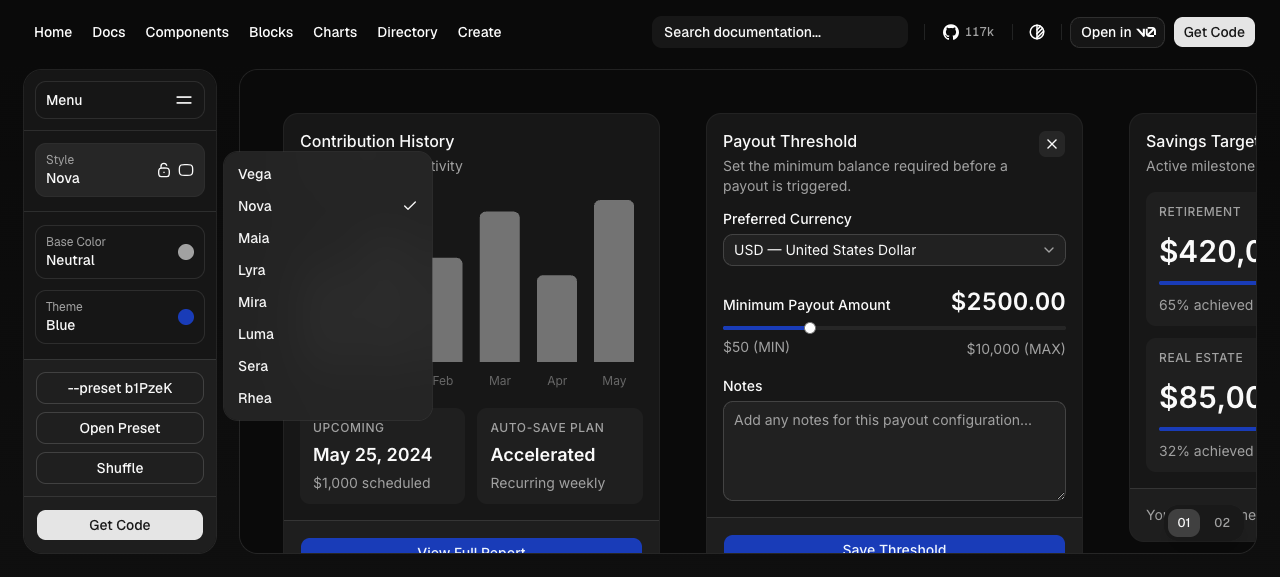 Home Docs Components Blocks Charts Directory Create
Search documentation...
117k
Open in v0
Get Code
Menu
Style
Nova
Base Color
Neutral
Theme
Blue
--preset b1PzeK
Open Preset
Shuffle
Get Code
Vega
Nova
Maia
Lyra
Mira
Luma
Sera
Rhea
Contribution History
Feb Mar Apr May
UPCOMING
May 25, 2024
$1,000 scheduled
AUTO-SAVE PLAN
Accelerated
Recurring weekly
View Full Report
Payout Threshold
Set the minimum balance required before a
payout is triggered.
Preferred Currency
USD — United States Dollar
Minimum Payout Amount $2500.00
$50 (MIN) $10,000 (MAX)
Notes
Add any notes for this payout configuration...
Save Threshold
Savings Target
Active milestone
RETIREMENT
$420,0
65% achieved
REAL ESTATE
$85,00
32% achieved
01 02